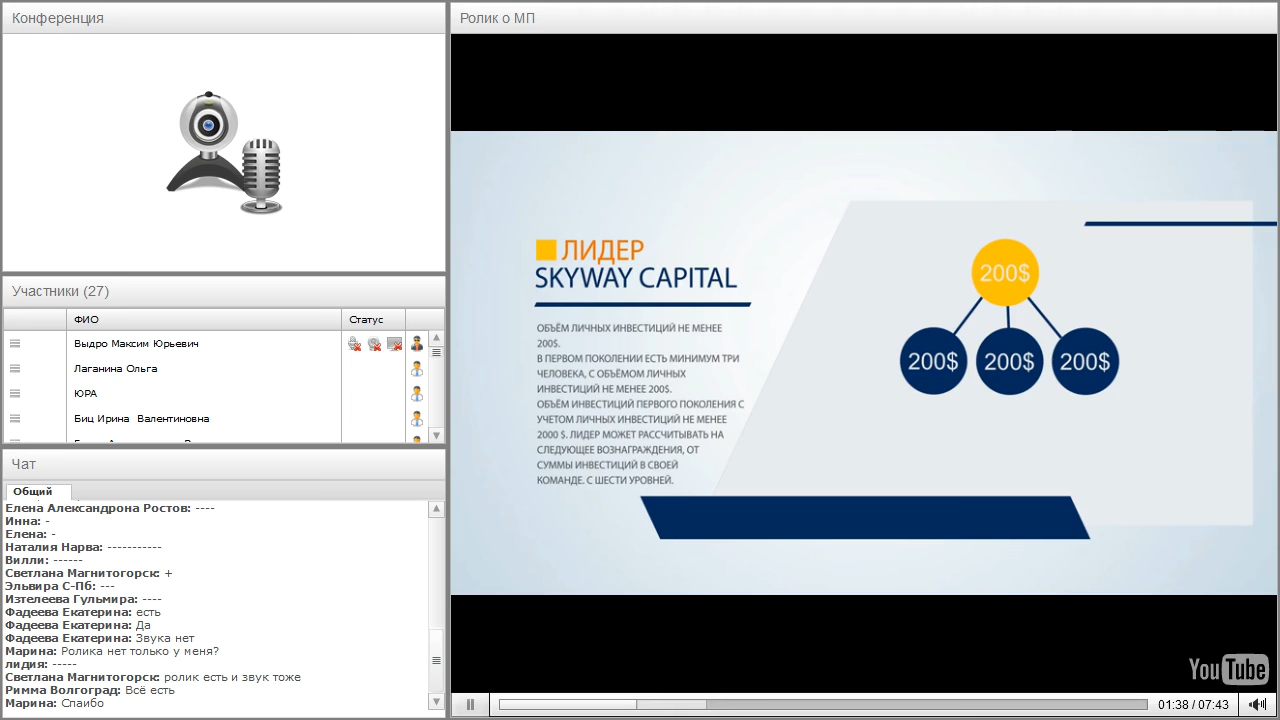 Конференция
Участники (27)
ФИО Статус
Выдро Максим Юрьевич
Лаганина Ольга
ЮРА
Биц Ирина Валентиновна
Чат
Общий
Елена Александрона Ростов: ----
Инна: -
Елена: -
Наталия Нарва: -----------
Вилли: ------
Светлана Магнитогорск: +
Эльвира С-Пб: ---
Изтелеева Гульмира: ----
Фадеева Екатерина: есть
Фадеева Екатерина: Да
Фадеева Екатерина: Звука нет
Марина: Ролика нет только у меня?
лидия: -----
Светлана Магнитогорск: ролик есть и звук тоже
Римма Волгоград: Всё есть
Марина: Спаибо
Ролик о МП
ЛИДЕР
SKYWAY CAPITAL
ОБЪЁМ ЛИЧНЫХ ИНВЕСТИЦИЙ НЕ МЕНЕЕ
200$.
В ПЕРВОМ ПОКОЛЕНИИ ЕСТЬ МИНИМУМ ТРИ
ЧЕЛОВЕКА, С ОБЪЁМОМ ЛИЧНЫХ
ИНВЕСТИЦИЙ НЕ МЕНЕЕ 200$.
ОБЪЁМ ИНВЕСТИЦИЙ ПЕРВОГО ПОКОЛЕНИЯ С
УЧЕТОМ ЛИЧНЫХ ИНВЕСТИЦИЙ НЕ МЕНЕЕ
2000 $. ЛИДЕР МОЖЕТ РАССЧИТЫВАТЬ НА
СЛЕДУЮЩЕЕ ВОЗНАГРАЖДЕНИЯ, ОТ
СУММЫ ИНВЕСТИЦИЙ В СВОЕЙ
КОМАНДЕ. С ШЕСТИ УРОВНЕЙ.
200$
200$ 200$ 200$
YouTube
01:38 / 07:43